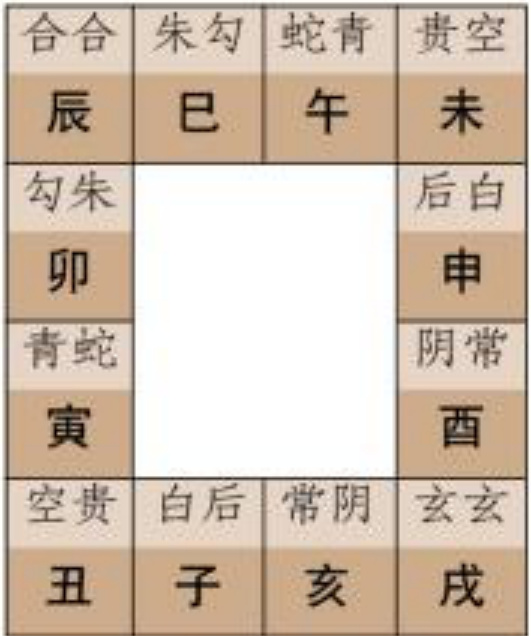 合合 朱勾 蛇青 贵空
辰 巳 午 未
勾朱 后白
卯 申
青蛇 阴常
寅 酉
空贵 白后 常阴 玄玄
丑 子 亥 戌